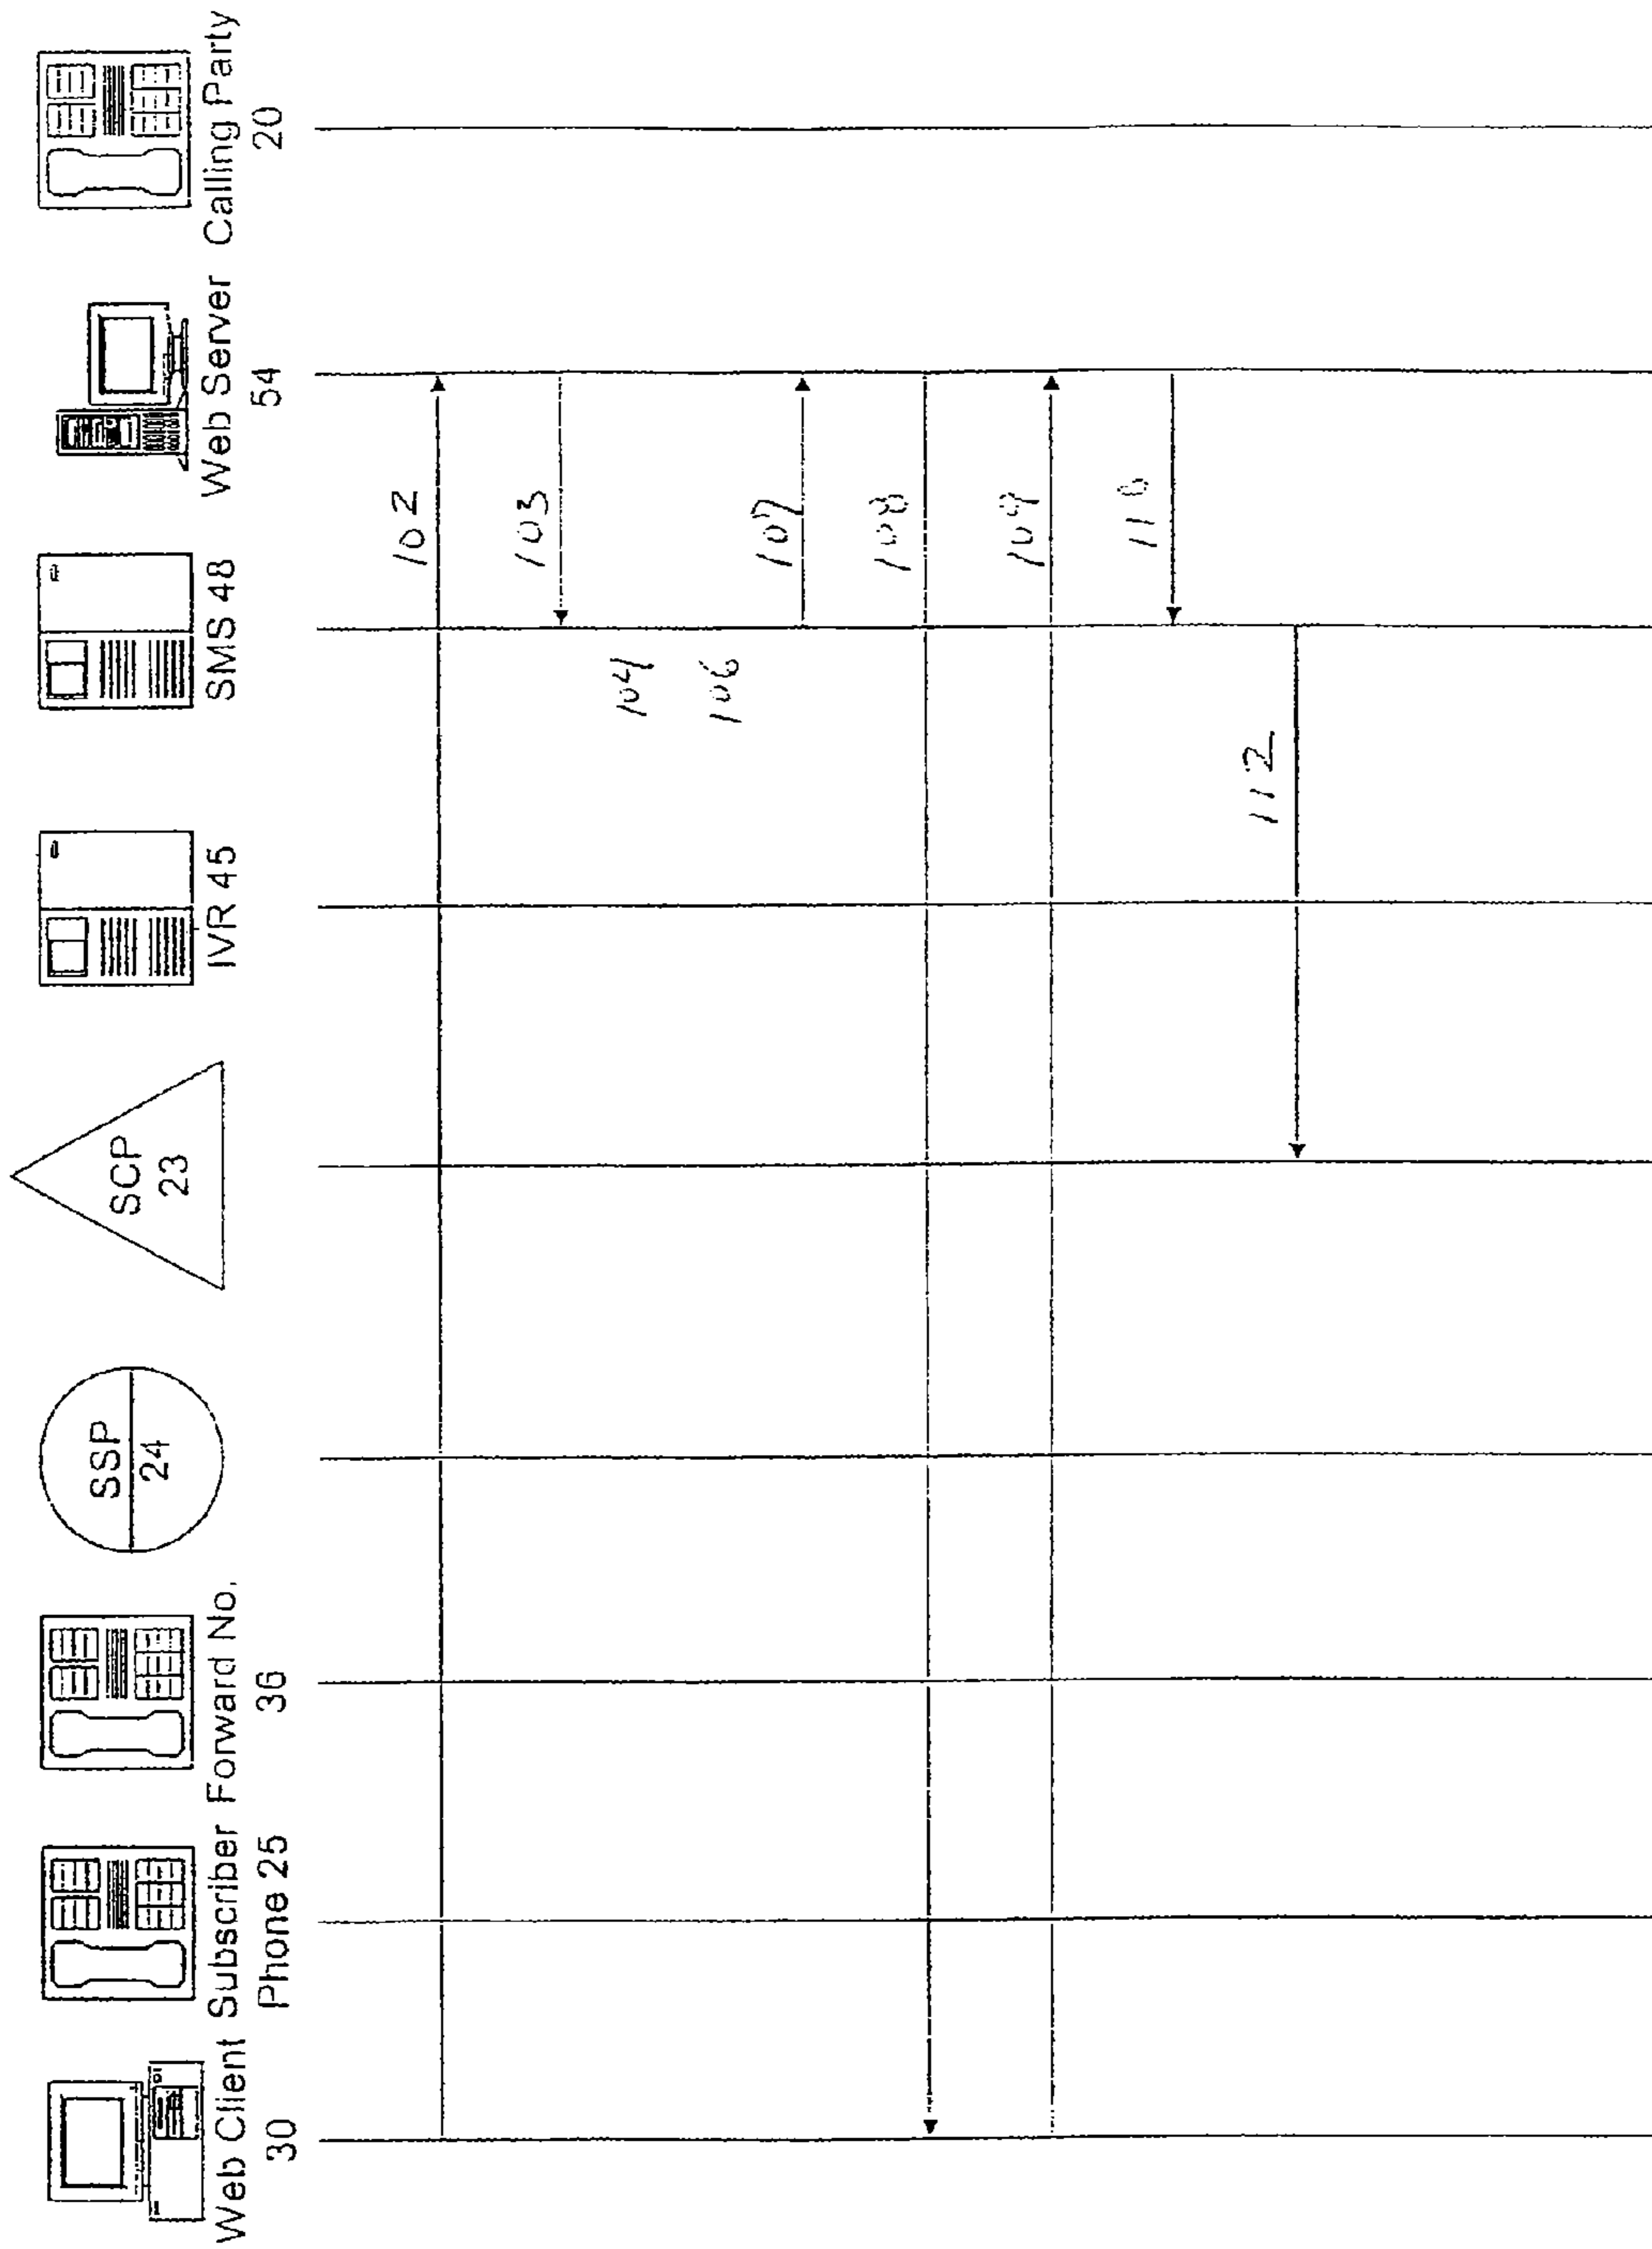 Web Client
30
Subscriber
Phone 25
Forward No.
36
SSP
24
SCP
23
IVR 45
SMS 48
Web Server
54
Calling Party
20
102
103
104
106
107
108
109
110
112